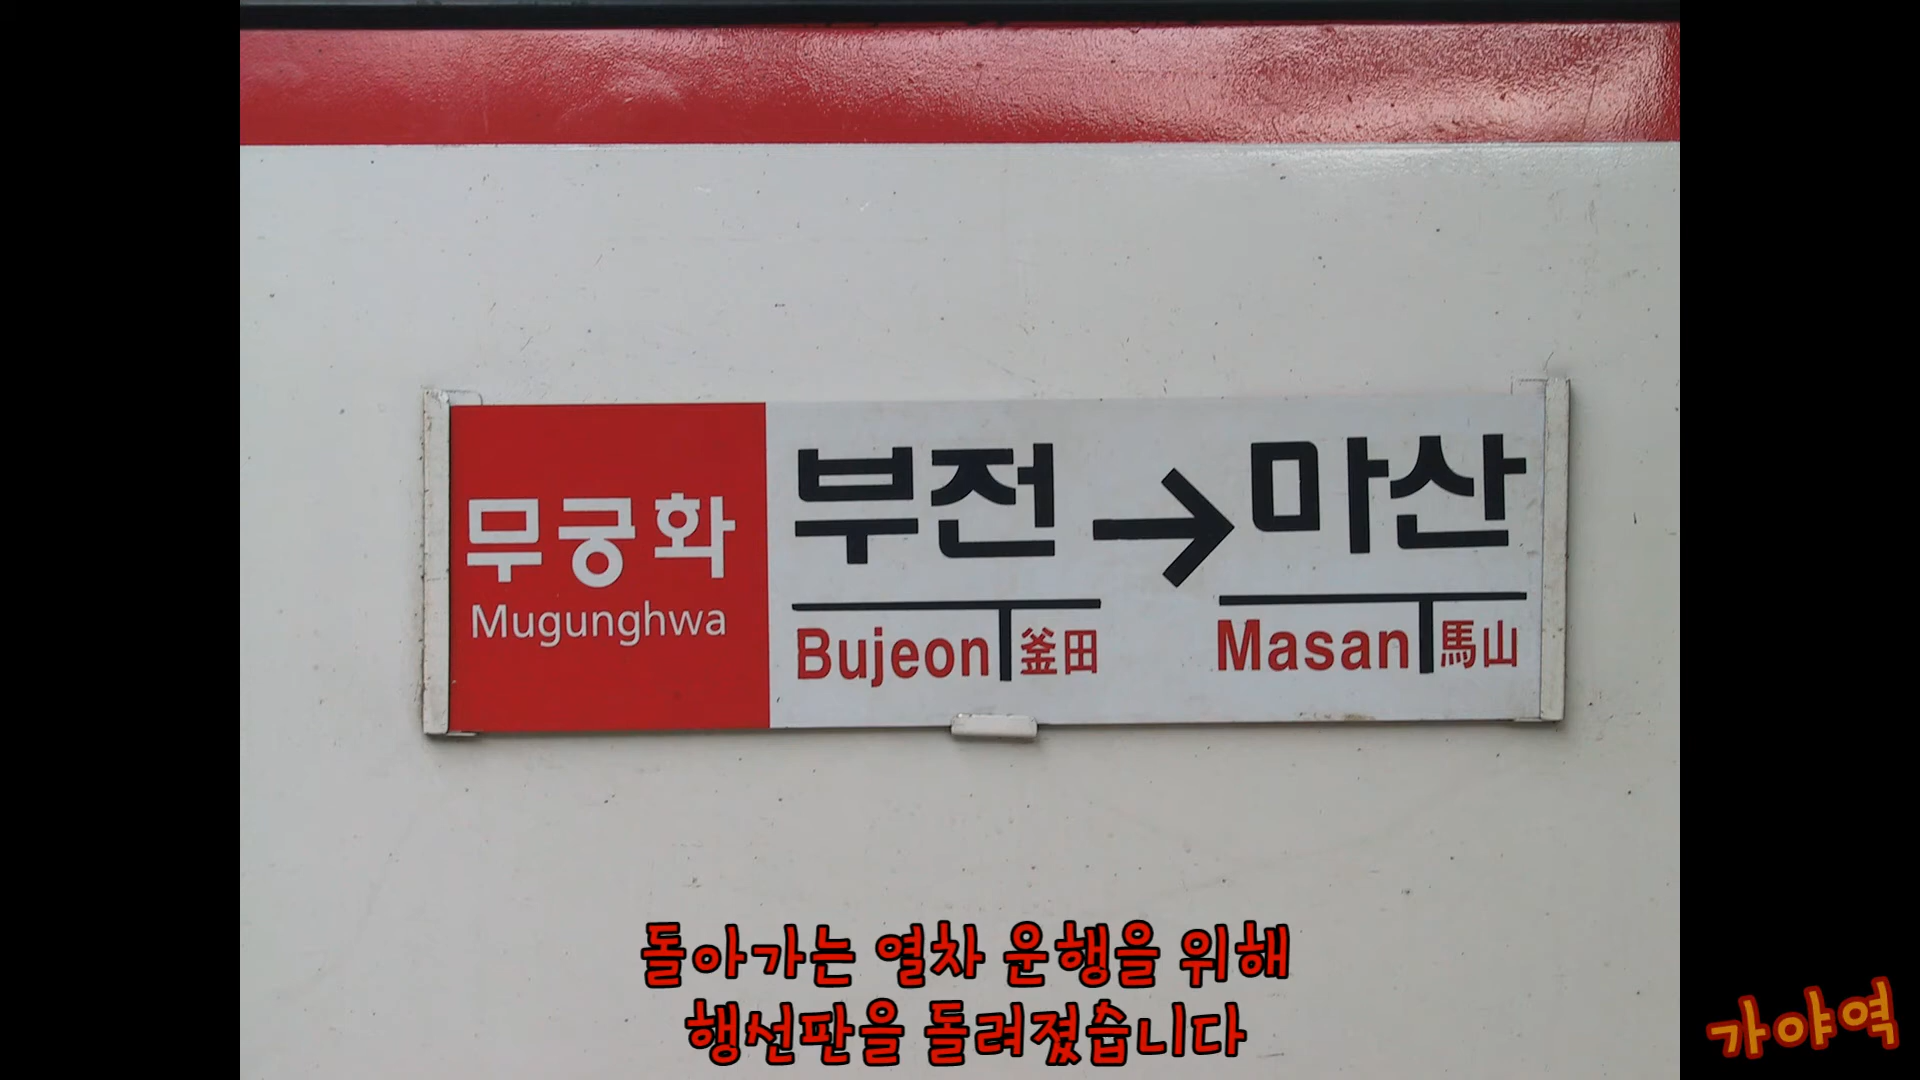 무궁화
Mugunghwa
부전 → 마산
Bujeon 釜田 Masan 馬山
돌아가는 열차 운행을 위해
행선판을 돌려졌습니다
가야역